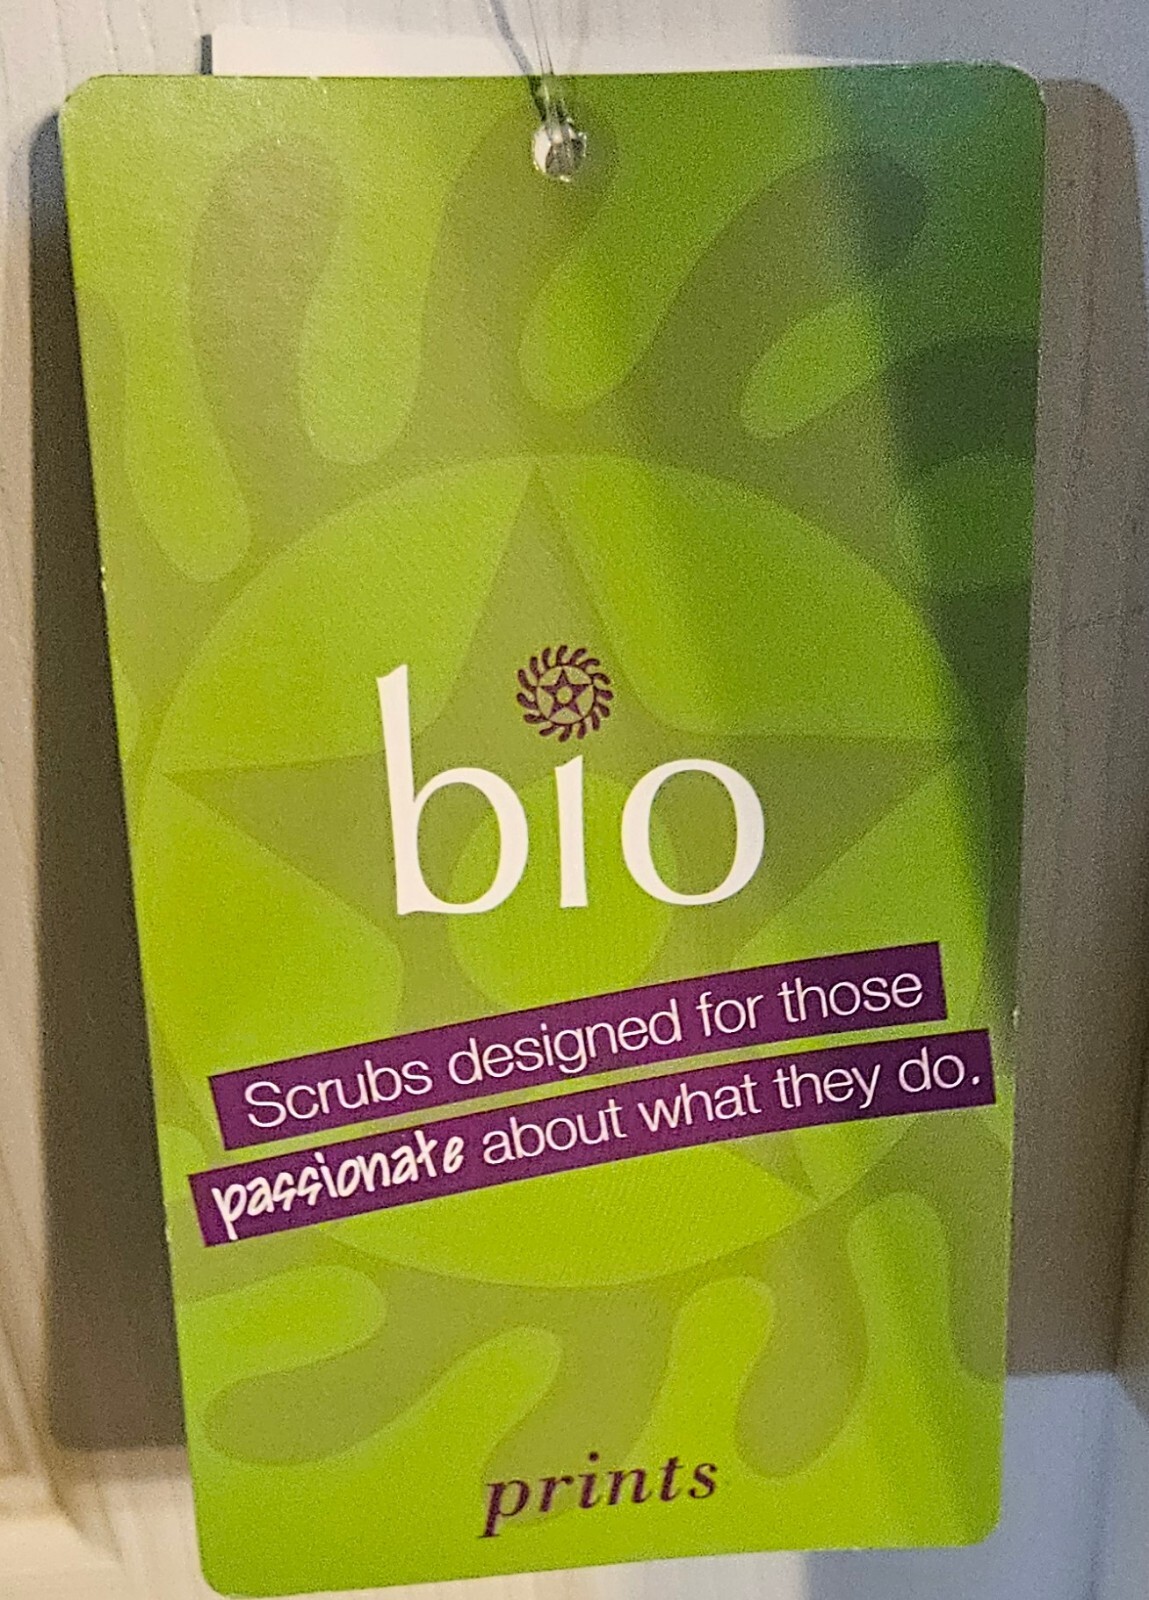 bio
Scrubs designed for those
passionate about what they do.
prints